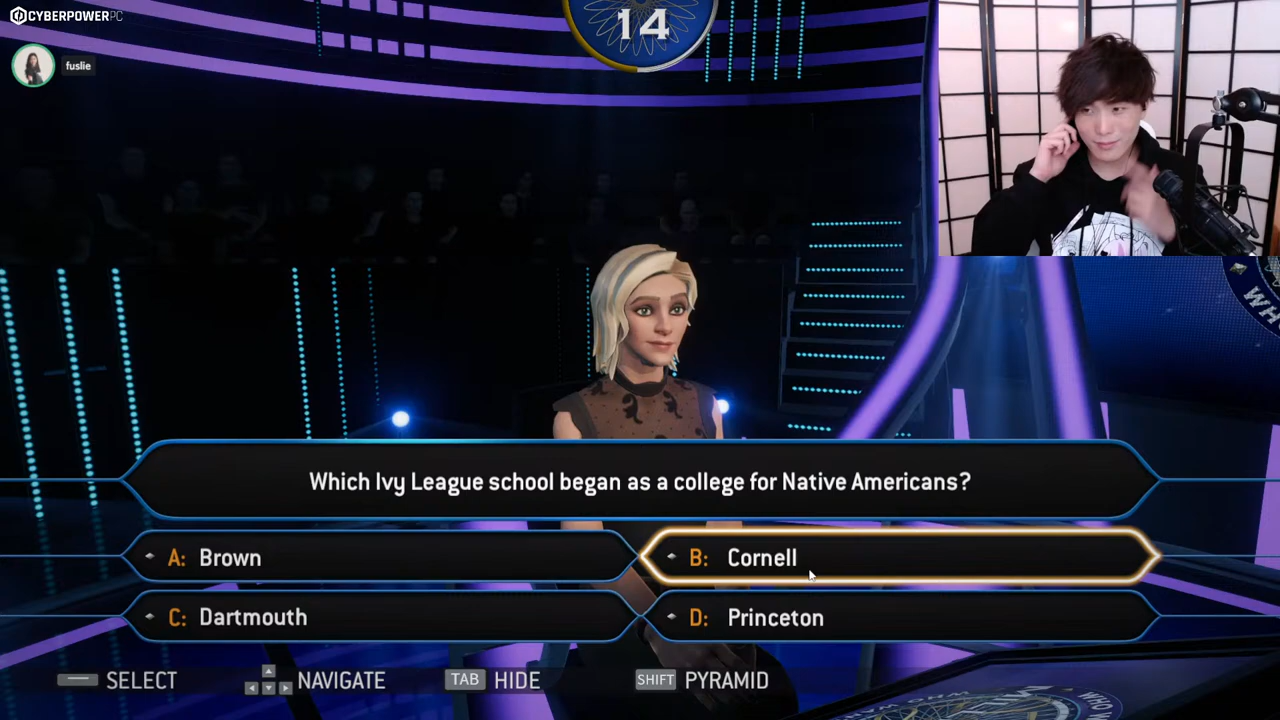 CYBERPOWERPC
fuslie
14
WH
Which Ivy League school began as a college for Native Americans?
A: Brown
B: Cornell
C: Dartmouth
D: Princeton
SELECT
NAVIGATE
TAB HIDE
SHIFT PYRAMID